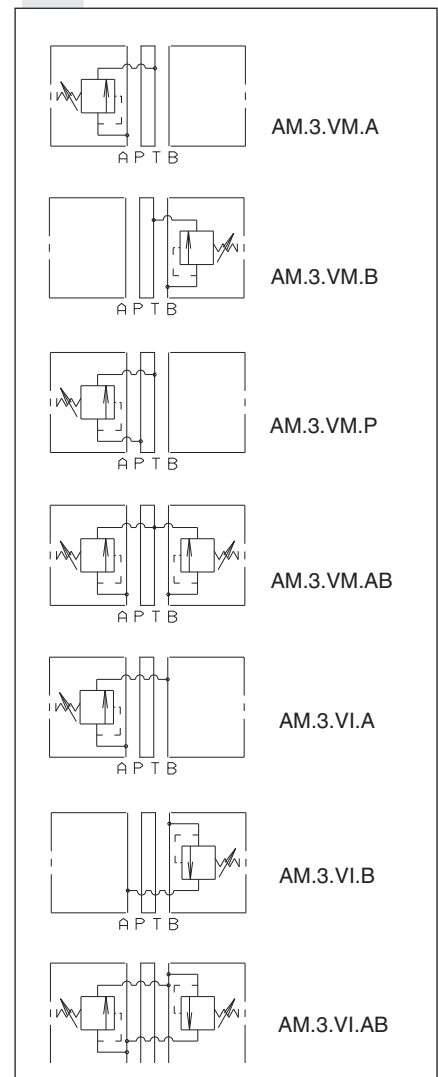 AM.3.VM.A
A P T B
AM.3.VM.B
A P T B
AM.3.VM.P
A P T B
AM.3.VM.AB
A P T B
AM.3.VI.A
A P T B
AM.3.VI.B
A P T B
AM.3.VI.AB